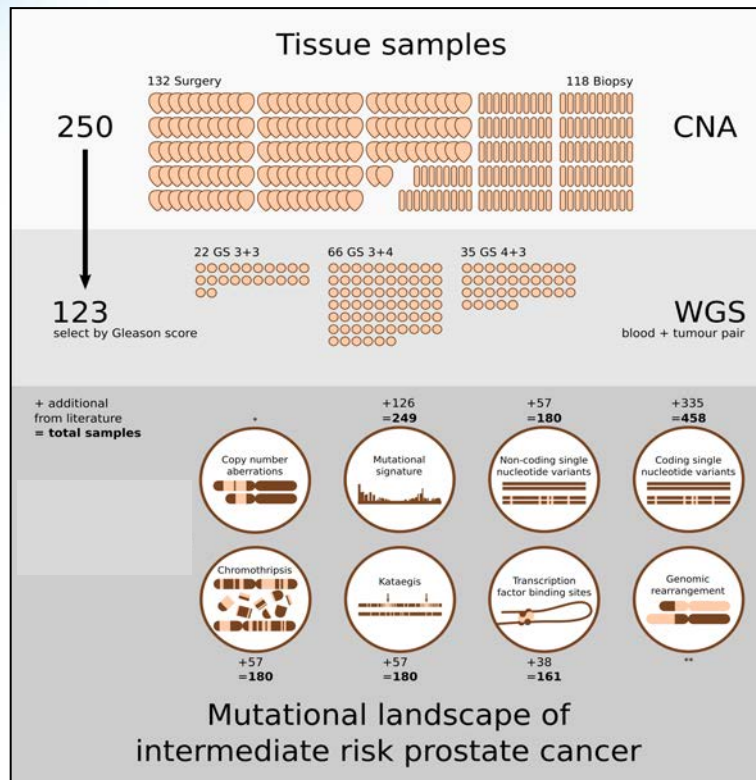 Tissue samples
132 Surgery
118 Biopsy
250
CNA
22 GS 3+3
66 GS 3+4
35 GS 4+3
123
select by Gleason score
WGS
blood + tumour pair
+ additional
from literature
= total samples
*
+126
=249
+57
=180
+335
=458
Copy number
aberrations
Mutational
signature
Non-coding single
nucleotide variants
Coding single
nucleotide variants
Chromothripsis
Kataegis
Transcription
factor binding sites
Genomic
rearrangement
+57
=180
+57
=180
+38
=161
**
Mutational landscape of
intermediate risk prostate cancer